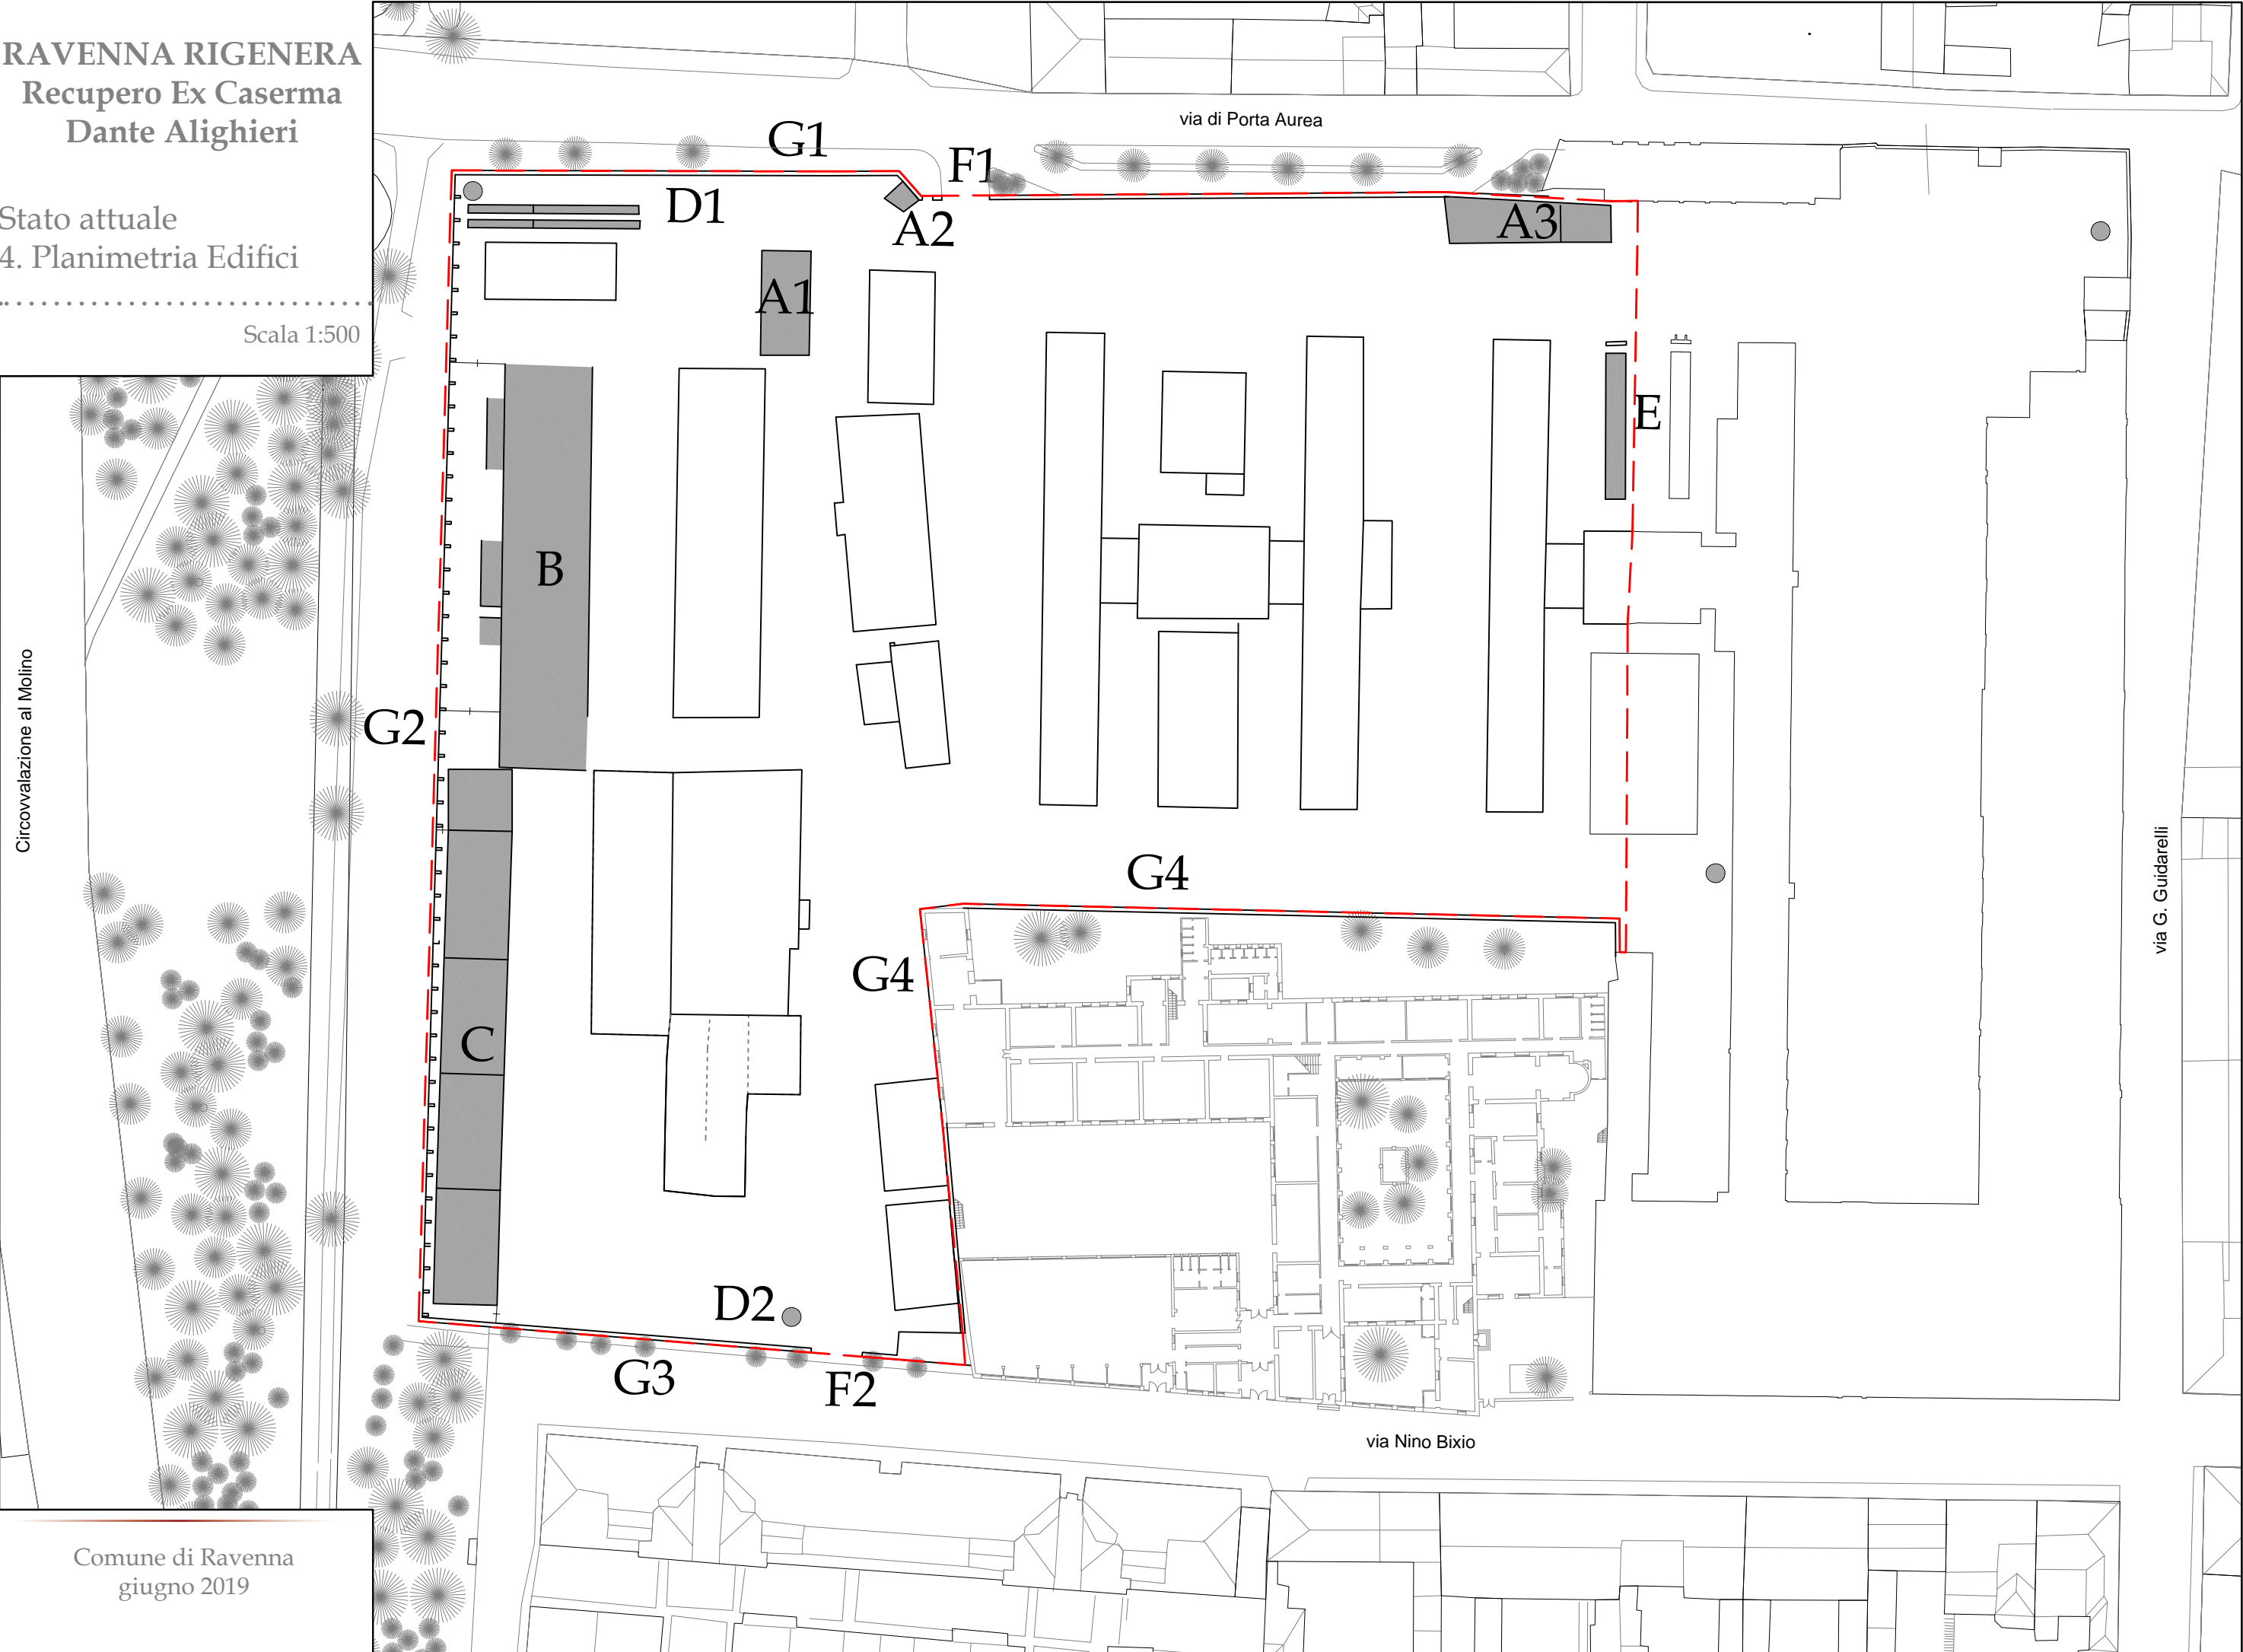 RAVENNA RIGENERA
Recupero Ex Caserma
Dante Alighieri
Stato attuale
4. Planimetria Edifici
Scala 1:500
via di Porta Aurea
G1
F1
D1
A2
A3
A1
E
B
Circovvalazione al Molino
G2
G4
via G. Guidarelli
G4
C
D2
G3
F2
via Nino Bixio
Comune di Ravenna
giugno 2019